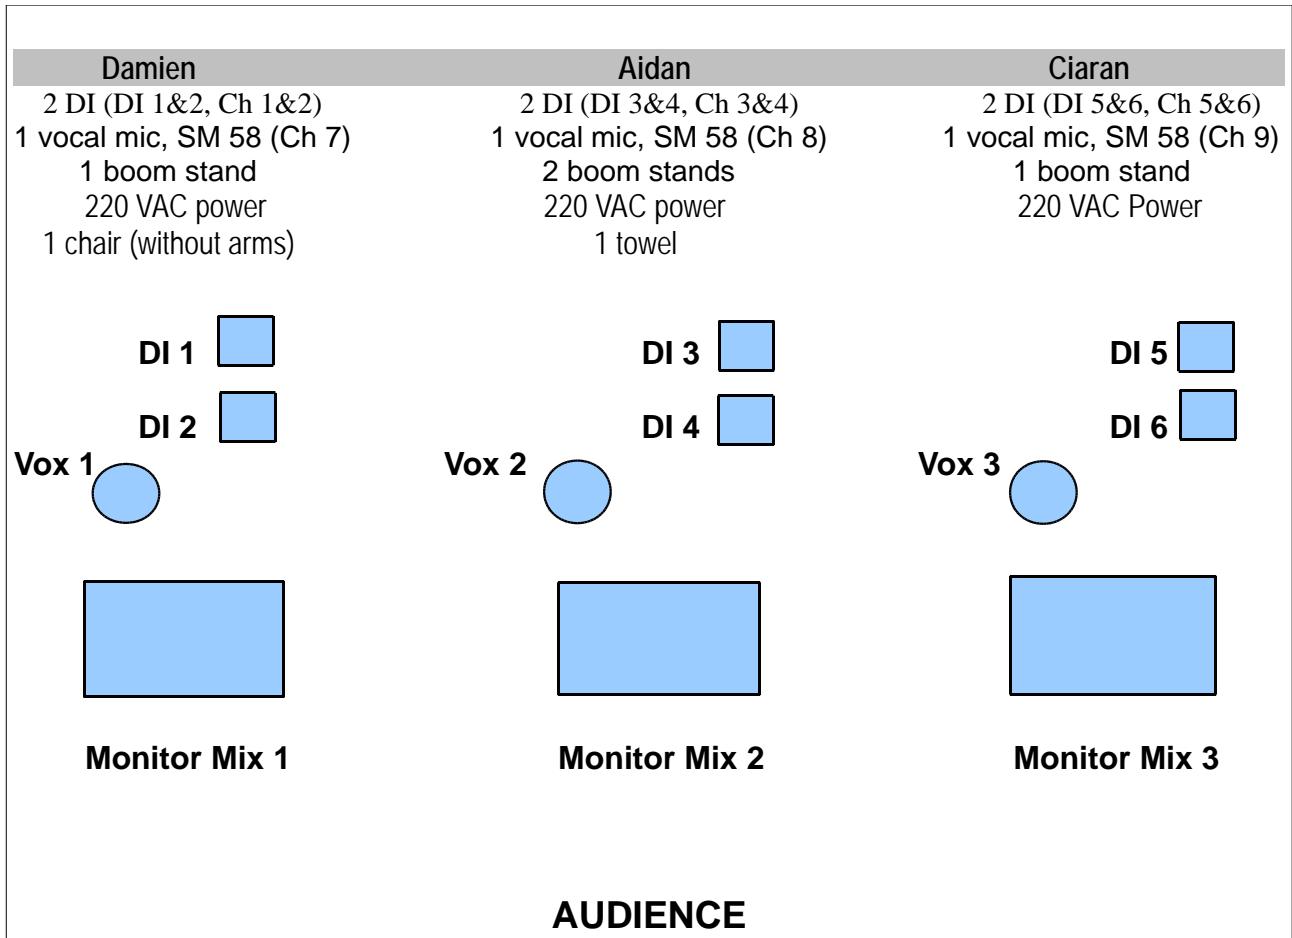 Damien Aidan Ciaran
2 DI (DI 1&2, Ch 1&2) 2 DI (DI 3&4, Ch 3&4) 2 DI (DI 5&6, Ch 5&6)
1 vocal mic, SM 58 (Ch 7) 1 vocal mic, SM 58 (Ch 8) 1 vocal mic, SM 58 (Ch 9)
1 boom stand 2 boom stands 1 boom stand
220 VAC power 220 VAC power 220 VAC Power
1 chair (without arms) 1 towel
DI 1 DI 3 DI 5
DI 2 DI 4 DI 6
Vox 1 Vox 2 Vox 3
Monitor Mix 1 Monitor Mix 2 Monitor Mix 3
AUDIENCE